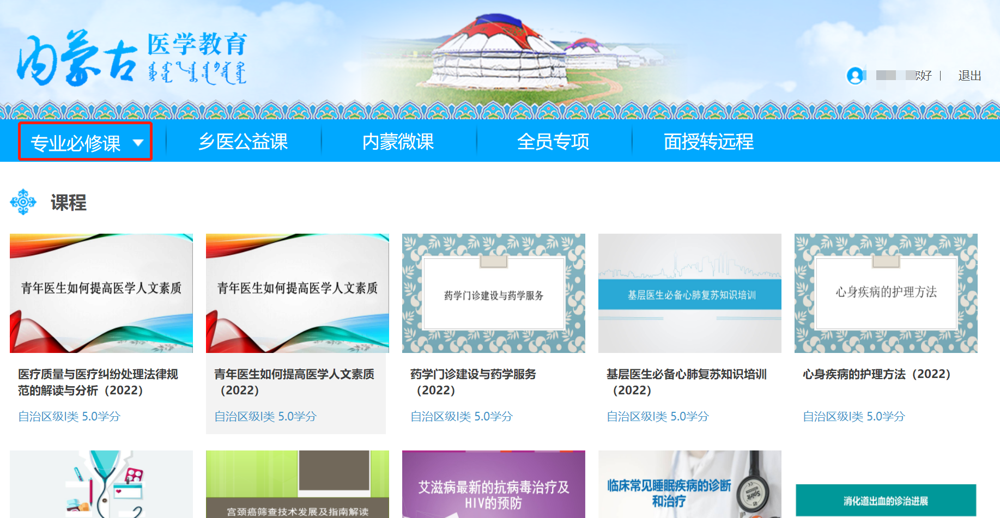 内蒙古 医学教育
好 | 退出
专业必修课
乡医公益课
内蒙微课
全员专项
面授转远程
课程
青年医生如何提高医学人文素质
青年医生如何提高医学人文素质
药学门诊建设与药学服务
基层医生必备心肺复苏知识培训
心身疾病的护理方法
医疗质量与医疗纠纷处理法律规
范的解读与分析（2022）
自治区级I类 5.0学分
青年医生如何提高医学人文素质
（2022）
自治区级I类 5.0学分
药学门诊建设与药学服务
（2022）
自治区级I类 5.0学分
基层医生必备心肺复苏知识培训
（2022）
自治区级I类 5.0学分
心身疾病的护理方法（2022）
自治区级I类 5.0学分
宫颈癌筛查技术发展及指南解读
艾滋病最新的抗病毒治疗及
HIV的预防
临床常见睡眠疾病的诊断
和治疗
Spirit
消化道出血的诊治进展